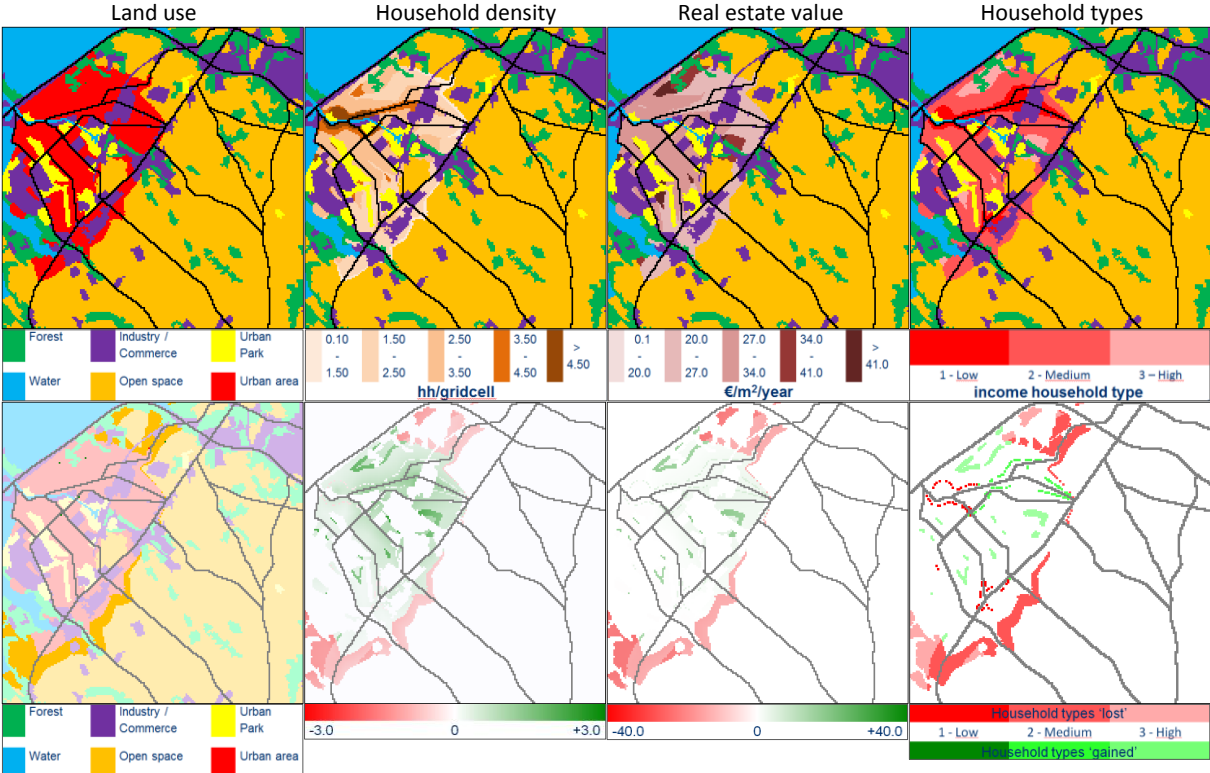 Land use
Household density
Real estate value
Household types
Forest
Industry /
Commerce
Urban
Park
Water
Open space
Urban area
0.10
-
1.50
1.50
-
2.50
2.50
-
3.50
3.50
-
4.50
>
4.50
hh/gridcell
0.1
-
20.0
20.0
-
27.0
27.0
-
34.0
34.0
-
41.0
>
41.0
€/m²/year
1 - Low
2 - Medium
3 – High
income household type
Forest
Industry /
Commerce
Urban
Park
Water
Open space
Urban area
-3.0
0
+3.0
-40.0
0
+40.0
Household types ‘lost’
1 - Low
2 - Medium
3 - High
Household types ‘gained’